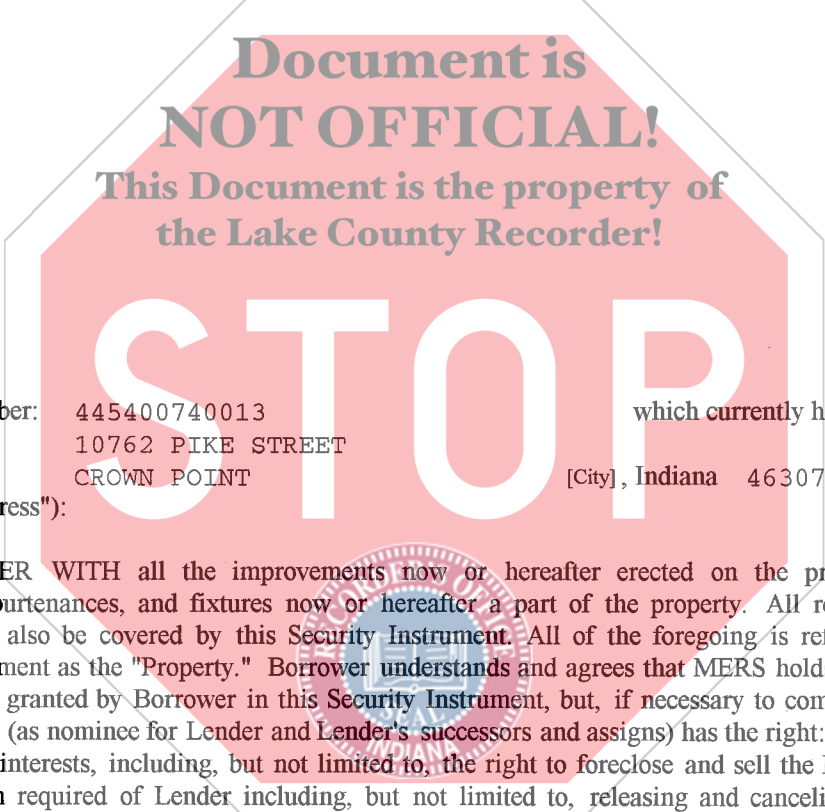 Document is
NOT OFFICIAL!
This Document is the property of
the Lake County Recorder!
STOP
ber: 445400740013 which currently h
10762 PIKE STREET
CROWN POINT [City], Indiana 46307
ress"):
ER WITH all the improvements now or hereafter erected on the pr
ourtenances, and fixtures now or hereafter a part of the property. All re
also be covered by this Security Instrument. All of the foregoing is ref
ment as the "Property." Borrower understands and agrees that MERS hold
granted by Borrower in this Security Instrument, but, if necessary to com
(as nominee for Lender and Lender's successors and assigns) has the right:
interests, including, but not limited to, the right to foreclose and sell the
required of Lender including, but not limited to, releasing and canceli
RECORDER OF THE
SEAL
INDIANA